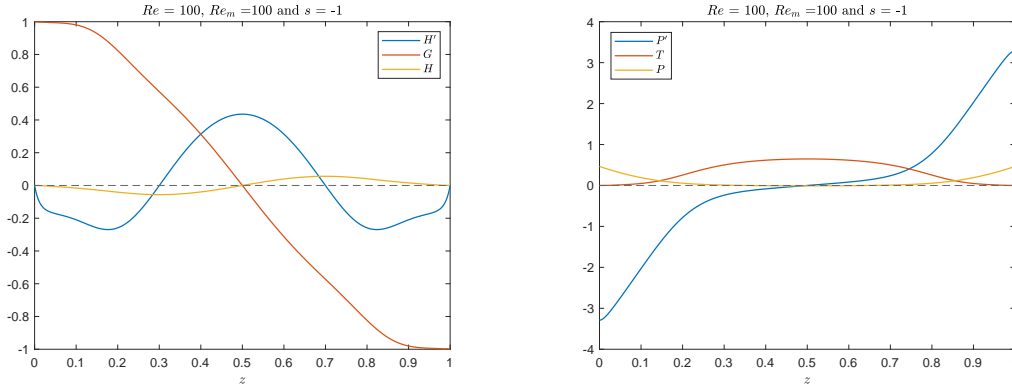 Re = 100, Re_m =100 and s = -1
1
0.8
0.6
0.4
0.2
0
-0.2
-0.4
-0.6
-0.8
-1
0 0.1 0.2 0.3 0.4 0.5 0.6 0.7 0.8 0.9 1
z
H′
G
H
Re = 100, Re_m =100 and s = -1
4
3
2
1
0
-1
-2
-3
-4
0 0.1 0.2 0.3 0.4 0.5 0.6 0.7 0.8 0.9 1
z
P′
T
P